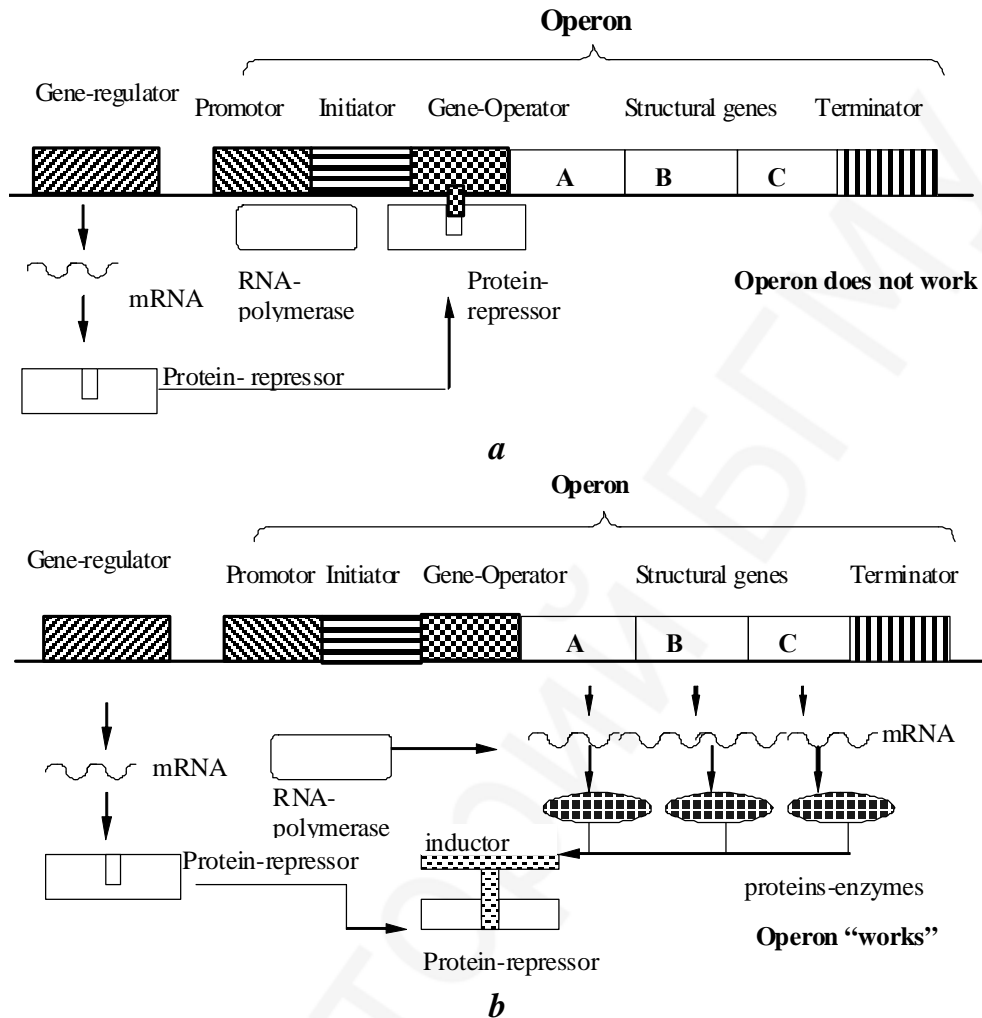 Operon
Gene-regulator
Promotor Initiator Gene-Operator Structural genes Terminator
A B C
mRNA
RNA-
polymerase
Protein-
repressor
Operon does not work
Protein- repressor
a
Operon
Gene-regulator
Promotor Initiator Gene-Operator Structural genes Terminator
A B C
mRNA
mRNA
RNA-
polymerase
Protein-repressor
inductor
proteins-enzymes
Operon “works”
Protein-repressor
b